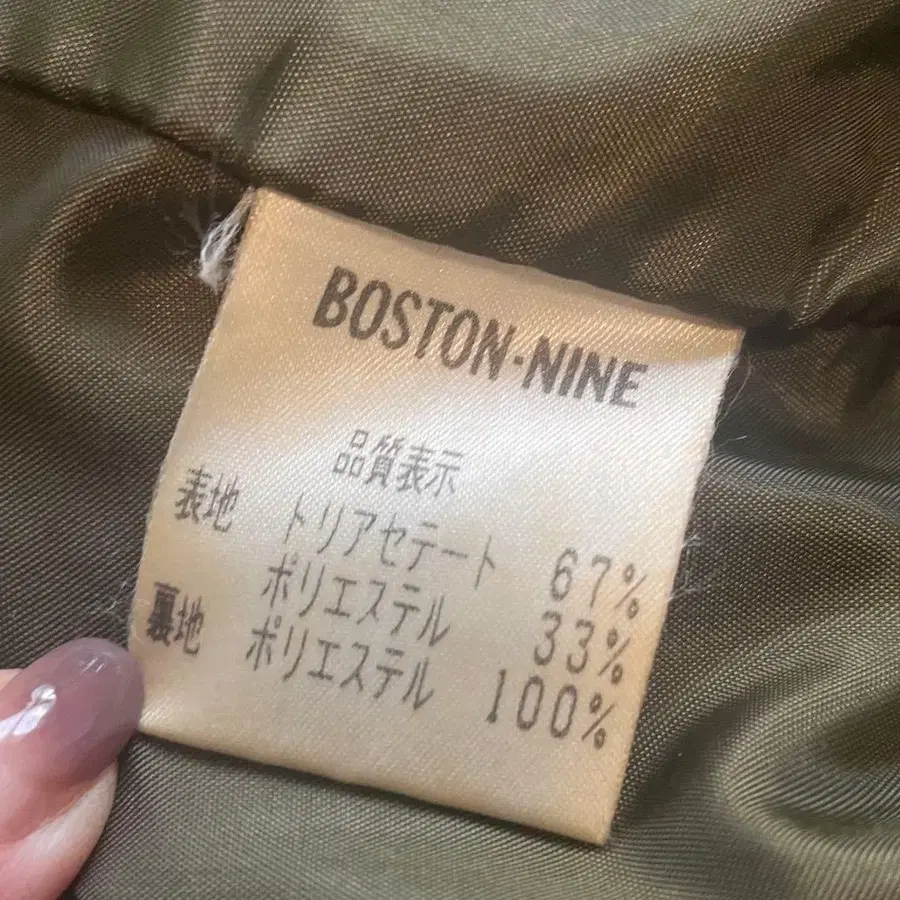 BOSTON-NINE
品質表示
表地 トリアセテート 67%
ポリエステル 33%
裏地 ポリエステル 100%